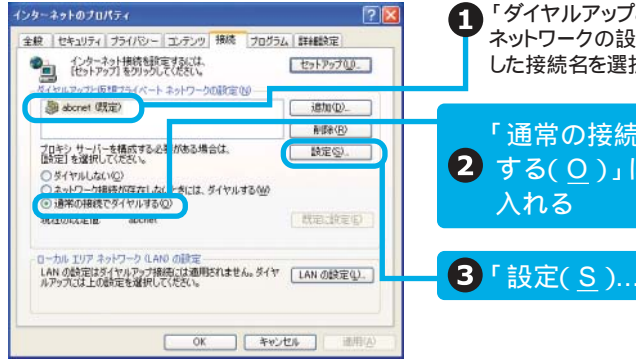 インターネットのプロパティ
全般 セキュリティ プライバシー コンテンツ 接続 プログラム 詳細設定
インターネット接続を設定するには、
[セットアップ] をクリックしてください。
セットアップ(U)...
ダイヤルアップと仮想プライベート ネットワークの設定(N)
abcnet (既定)
追加(D)...
削除(R)
プロキシ サーバーを構成する必要がある場合は、
[設定] を選択してください。
設定(S)...
ダイヤルしない(C)
ネットワーク接続が存在しないときには、ダイヤルする(W)
通常の接続でダイヤルする(O)
現在の既定値: abcnet
既定に設定(E)
ローカル エリア ネットワーク (LAN) の設定
LAN の設定はダイヤルアップ接続には適用されません。ダイヤ
ルアップには上の設定を選択してください。
LAN の設定(L)...
OK キャンセル 適用(A)
1 「ダイヤルアップ
ネットワークの設
した接続名を選
2 「通常の接続
する( O )」
入れる
3 「設定( S )...